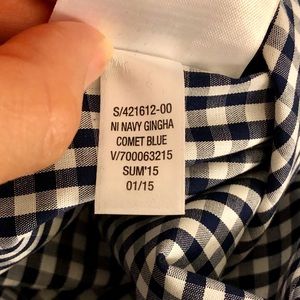 S/421612-00
NI NAVY GINGHA
COMET BLUE
V/700063215
SUM'15
01/15